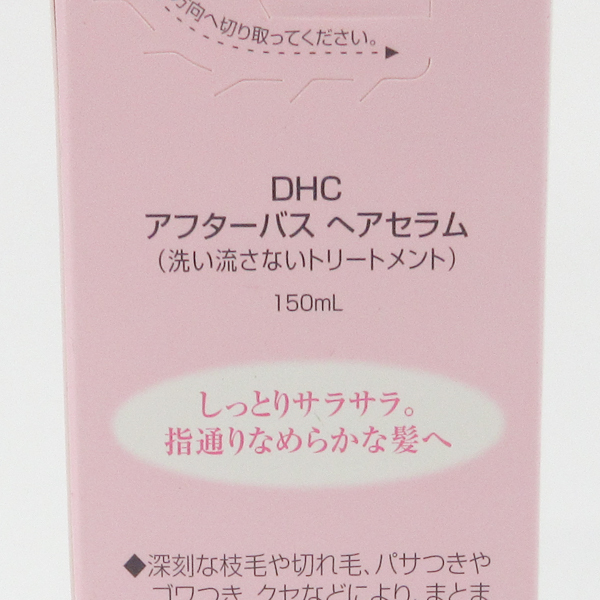 方向へ切り取ってください。
DHC
アフターバス ヘアセラム
(洗い流さないトリートメント)
150mL
しっとりサラサラ。
指通りなめらかな髪へ
◆深刻な枝毛や切れ毛、パサつきや
ゴワつき、クセなどにより、まとま